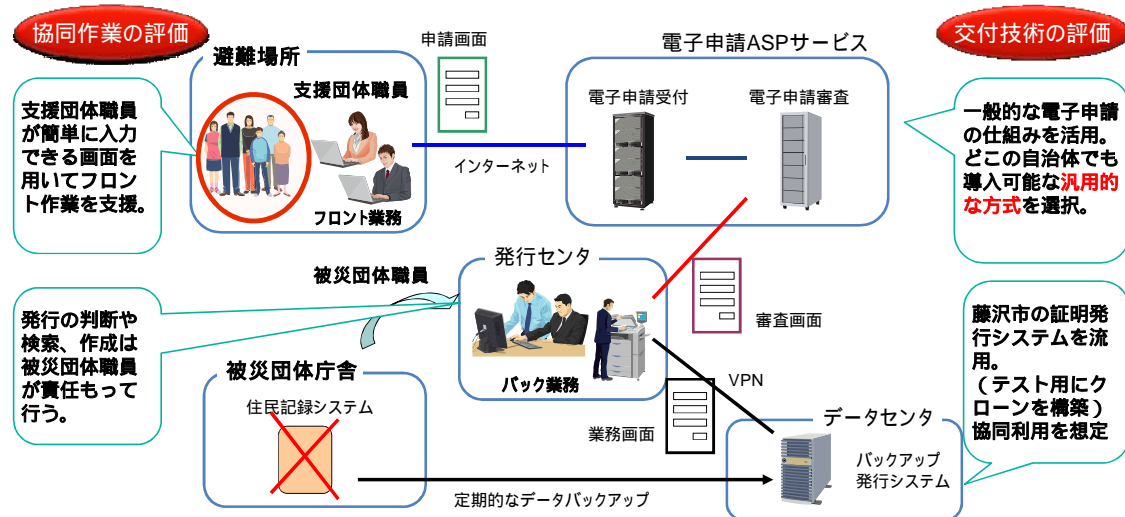 協同作業の評価
避難場所
申請画面
電子申請ASPサービス
交付技術の評価
支援団体職員
が簡単に入力
できる画面を
用いてフロン
ト作業を支援。
支援団体職員
フロント業務
インターネット
電子申請受付
電子申請審査
一般的な電子申請
の仕組みを活用。
どこの自治体でも
導入可能な汎用的
な方式を選択。
被災団体職員
発行センタ
バック業務
審査画面
発行の判断や
検索、作成は
被災団体職員
が責任もって
行う。
被災団体庁舎
住民記録システム
業務画面
VPN
データセンタ
バックアップ
発行システム
藤沢市の証明発
行システムを流
用。
（テスト用にク
ローンを構築）
協同利用を想定
定期的なデータバックアップ